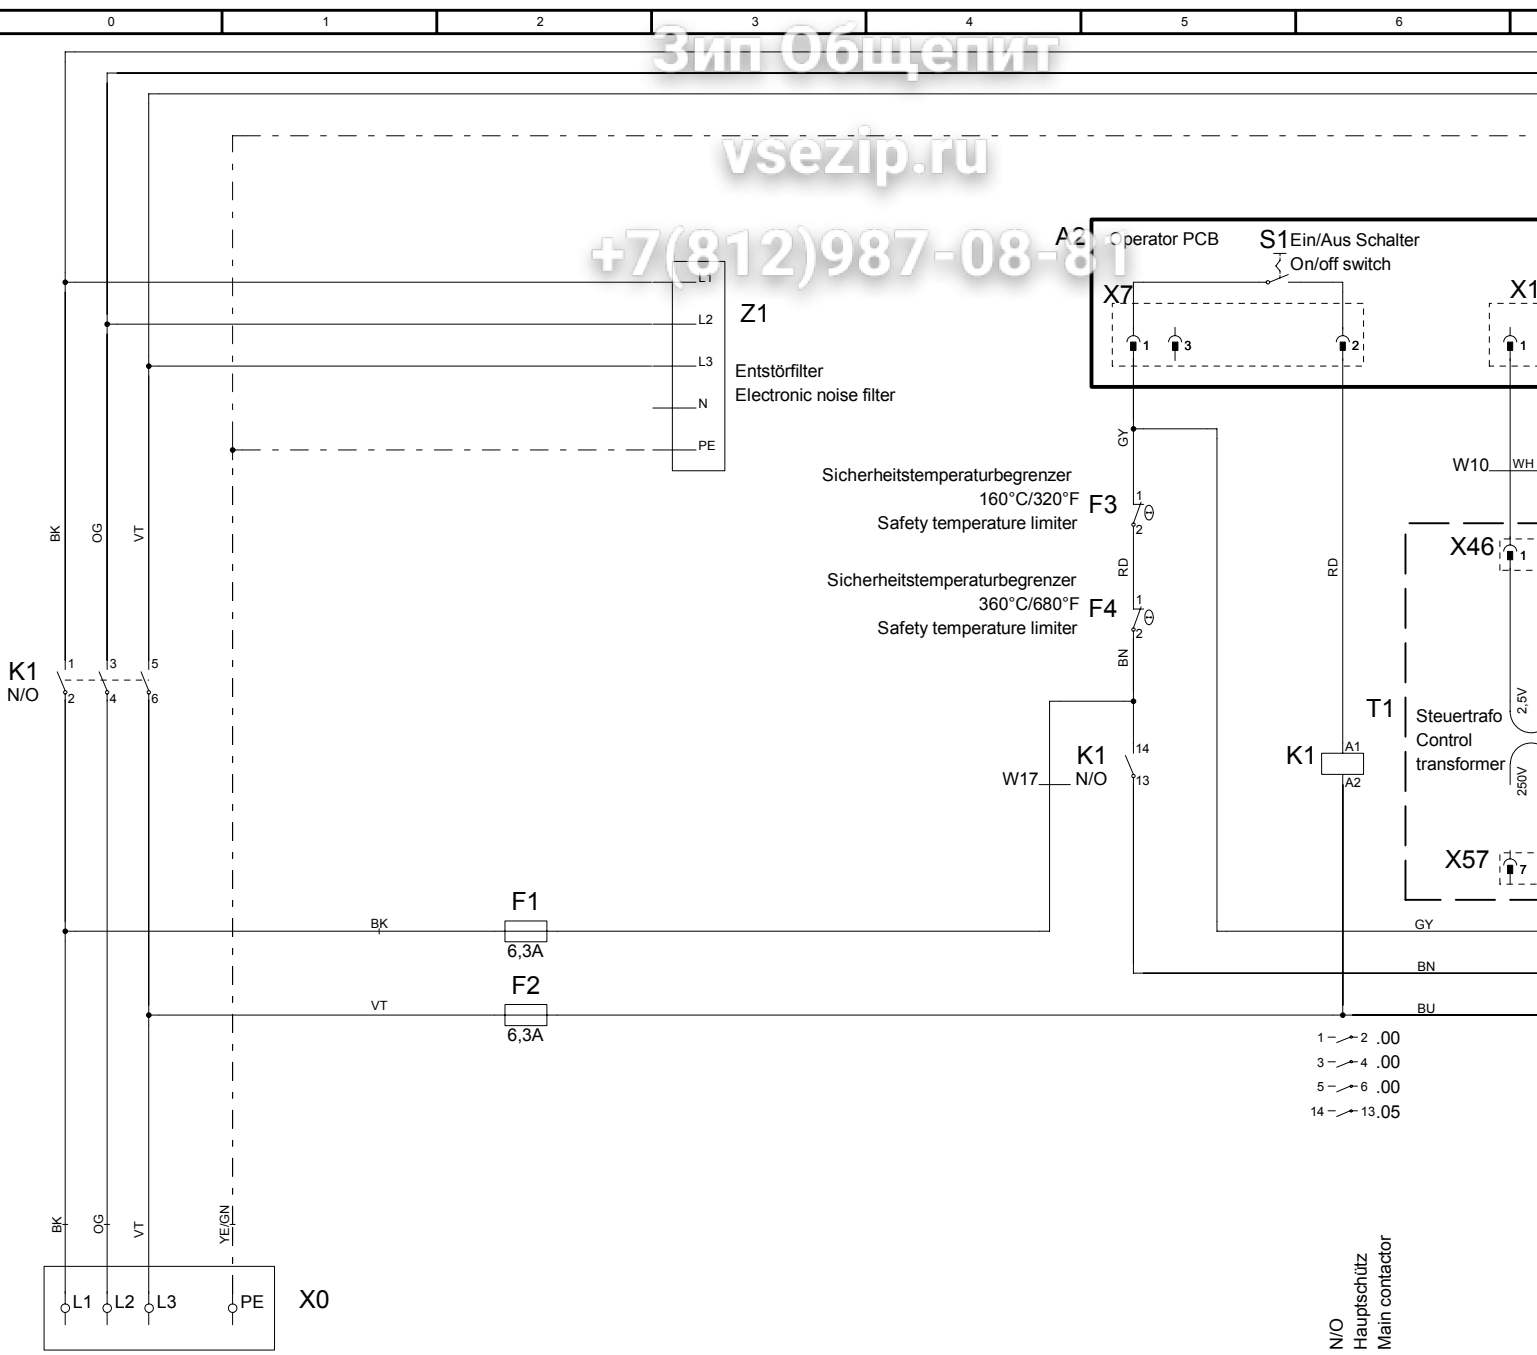 0 1 2 3 4 5 6
Зип Общепит
vsezip.ru
+7(812)987-08-81
A2 Operator PCB
S1 Ein/Aus Schalter
On/off switch
X7
X1
1 3 2 1
L1
L2
L3
N
PE
Z1
Entstörfilter
Electronic noise filter
GY
W10 WH
Sicherheitstemperaturbegrenzer
160°C/320°F
Safety temperature limiter
F3
1
2
BK OG VT
RD
RD
X46 1
Sicherheitstemperaturbegrenzer
360°C/680°F
Safety temperature limiter
F4
1
2
BN
K1
N/O
1 3 5
2 4 6
T1
Steuertrafo
Control
transformer
2,5V
250V
W17
K1
N/O
14
13
K1
A1
A2
X57 7
F1
6,3A
BK
GY
BN
F2
6,3A
VT
BU
1 2 .00
3 4 .00
5 6 .00
14 13 .05
BK OG VT YE/GN
L1 L2 L3 PE X0
N/O
Hauptschütz
Main contactor